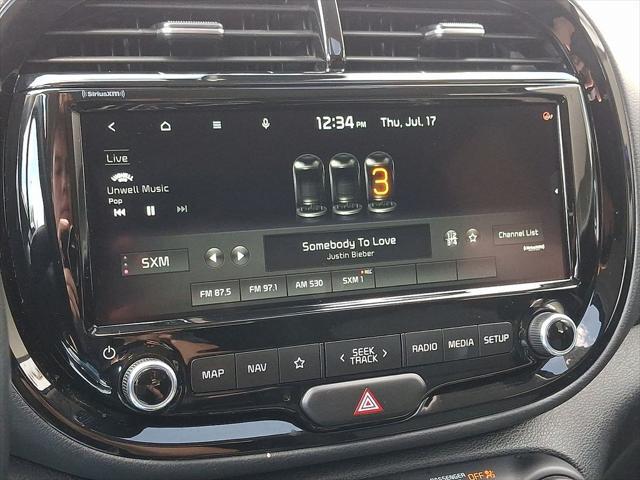 ((SiriusXM))
12:34 PM Thu, Jul, 17
Live
Unwell Music
Pop
3
Somebody To Love
Justin Bieber
Channel List
SXM
FM 87.5 FM 97.1 AM 530 SXM 1 REC
MAP NAV SEEK TRACK RADIO MEDIA SETUP
PASSENGER OFF